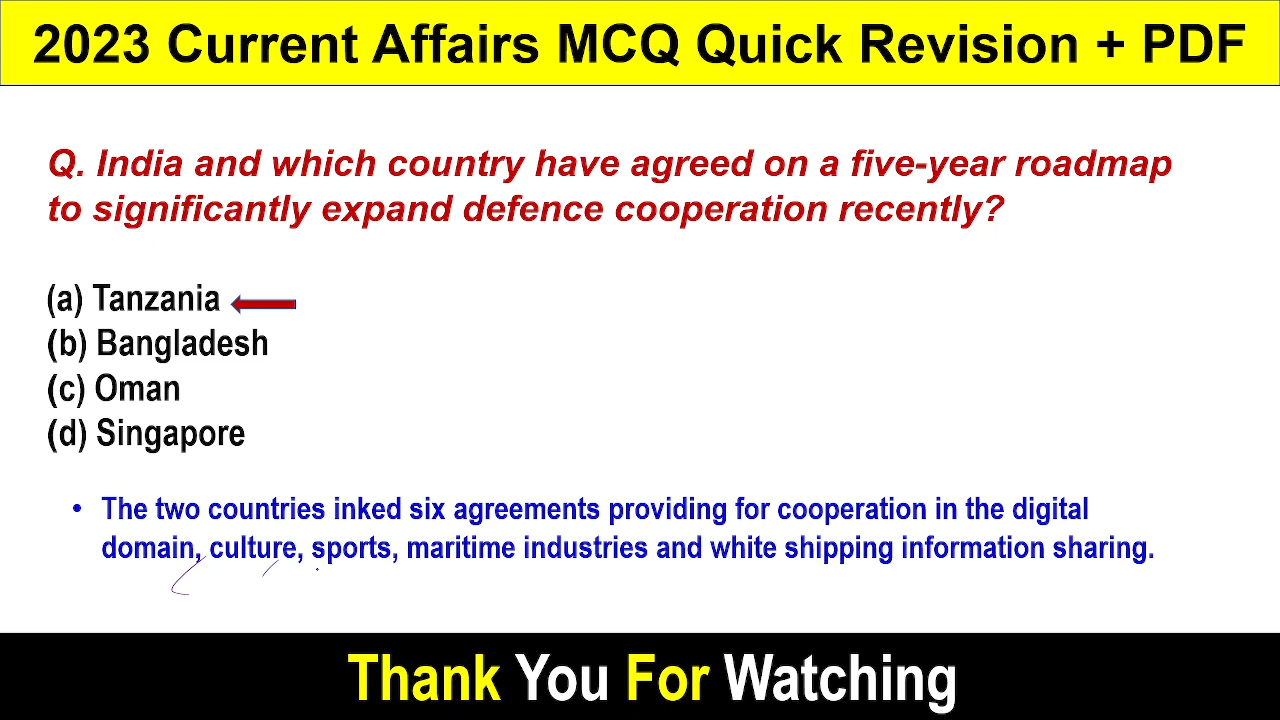 2023 Current Affairs MCQ Quick Revision + PDF
Q. India and which country have agreed on a five-year roadmap
to significantly expand defence cooperation recently?
(a) Tanzania
(b) Bangladesh
(c) Oman
(d) Singapore
• The two countries inked six agreements providing for cooperation in the digital
domain, culture, sports, maritime industries and white shipping information sharing.
Thank You For Watching